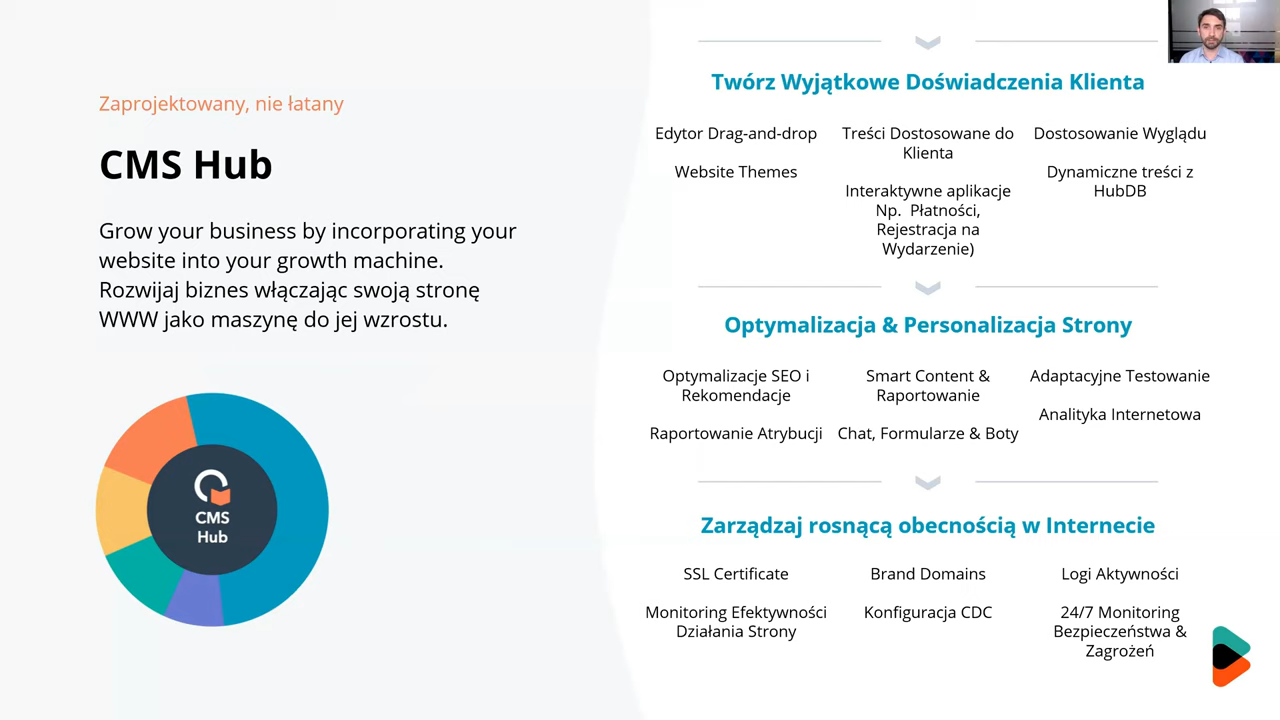 Zaprojektowany, nie łatany
CMS Hub
Grow your business by incorporating your
website into your growth machine.
Rozwijaj biznes włączając swoją stronę
WWW jako maszynę do jej wzrostu.
CMS
Hub
Twórz Wyjątkowe Doświadczenia Klienta
Edytor Drag-and-drop
Website Themes
Treści Dostosowane do
Klienta
Interaktywne aplikacje
Np. Płatności,
Rejestracja na
Wydarzenie)
Dostosowanie Wyglądu
Dynamiczne treści z
HubDB
Optymalizacja & Personalizacja Strony
Optymalizacje SEO i
Rekomendacje
Raportowanie Atrybucji
Smart Content &
Raportowanie
Chat, Formularze & Boty
Adaptacyjne Testowanie
Analityka Internetowa
Zarządzaj rosnącą obecnością w Internecie
SSL Certificate
Monitoring Efektywności
Działania Strony
Brand Domains
Konfiguracja CDC
Logi Aktywności
24/7 Monitoring
Bezpieczeństwa &
Zagrożeń